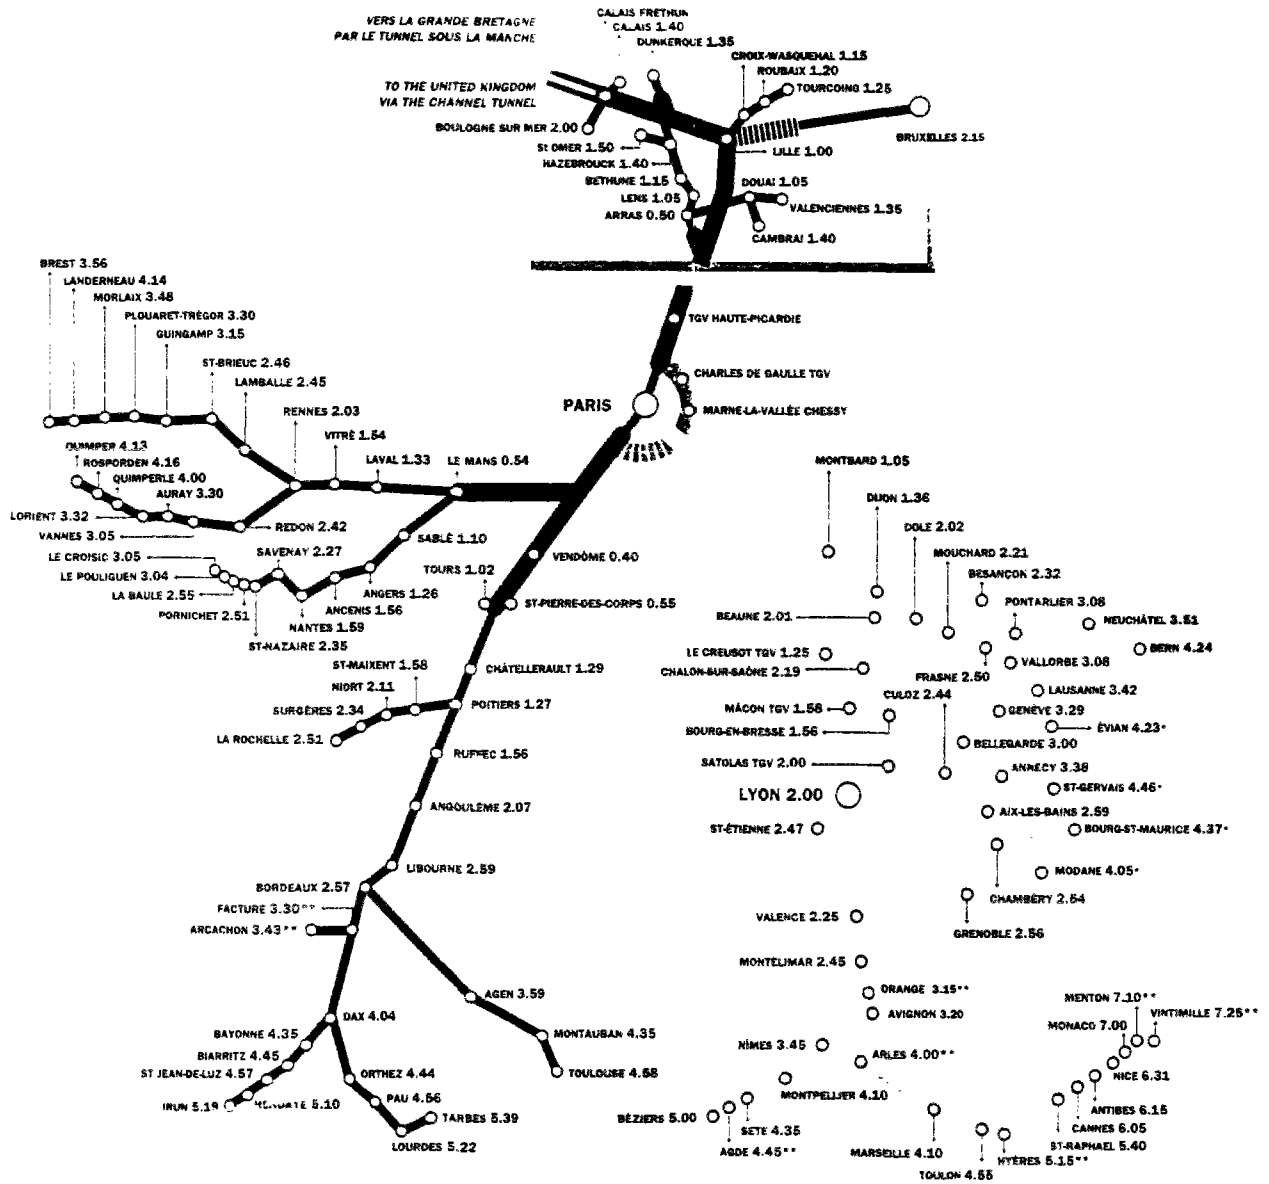 VERS LA GRANDE BRETAGNE
PAR LE TUNNEL SOUS LA MANCHE
CALAIS FRETHUN
CALAIS 1.40
DUNKERQUE 1.35
CROIX-WASQUEHAL 1.15
ROUBAIX 1.20
TOURCOING 1.25
TO THE UNITED KINGDOM
VIA THE CHANNEL TUNNEL
BOULOGNE SUR MER 2.00
BRUXELLES 2.15
St OMER 1.50
LILLE 1.00
HAZEBROUCK 1.40
BETHUNE 1.15
DOUAI 1.05
LENS 1.05
VALENCIENNES 1.35
ARRAS 0.50
CAMBRAI 1.40
BREST 3.56
LANDERNEAU 4.14
MORLAIX 3.48
PLOUARET-TRÉGOR 3.30
GUINGAMP 3.15
ST-BRIEUC 2.46
LAMBALLE 2.45
RENNES 2.03
VITRÉ 1.54
LAVAL 1.33
LE MANS 0.54
TGV HAUTE-PICARDIE
CHARLES DE GAULLE TGV
PARIS
MARNE-LA-VALLÉE CHESSY
QUIMPER 4.13
ROSPORDEN 4.16
QUIMPERLE 4.00
AURAY 3.30
LORIENT 3.32
REDON 2.42
VANNES 3.05
LE CROISIC 3.05
SAVENAY 2.27
SABLÉ 1.10
LE POULIGUEN 3.04
LA BAULE 2.55
ANGERS 1.26
PORNICHET 2.51
ANCENIS 1.56
NANTES 1.59
ST-NAZAIRE 2.35
VENDÔME 0.40
TOURS 1.02
ST-PIERRE-DES-CORPS 0.55
ST-MAIXENT 1.58
CHÂTELLERAULT 1.29
NIORT 2.11
SURGÈRES 2.34
POITIERS 1.27
LA ROCHELLE 2.51
RUFFEC 1.56
ANGOULÊME 2.07
LIBOURNE 2.59
BORDEAUX 2.57
FACTURE 3.30**
ARCACHON 3.43**
AGEN 3.59
DAX 4.04
MONTAUBAN 4.35
BAYONNE 4.35
BIARRITZ 4.45
ST JEAN-DE-LUZ 4.57
ORTHEZ 4.44
TOULOUSE 4.58
IRUN 5.19
HENDAYE 5.10
PAU 4.56
TARBES 5.39
LOURDES 5.22
MONTBARD 1.05
DIJON 1.36
DOLE 2.02
MOUCHARD 2.21
BESANÇON 2.32
PONTARLIER 3.08
BEAUNE 2.01
NEUCHÂTEL 3.51
LE CREUSOT TGV 1.25
BERN 4.24
CHALON-SUR-SAÔNE 2.19
VALLORBE 3.08
FRASNE 2.50
CULOZ 2.44
LAUSANNE 3.42
MÂCON TGV 1.58
GENÈVE 3.29
BOURG-EN-BRESSE 1.56
ÉVIAN 4.23*
BELLEGARDE 3.00
SATOLAS TGV 2.00
ANNECY 3.38
LYON 2.00
ST-GERVAIS 4.46*
AIX-LES-BAINS 2.59
ST-ÉTIENNE 2.47
BOURG-ST-MAURICE 4.37*
MODANE 4.05*
CHAMBÉRY 2.54
VALENCE 2.25
GRENOBLE 2.56
MONTÉLIMAR 2.45
ORANGE 3.15**
AVIGNON 3.20
MENTON 7.10**
VINTIMILLE 7.25**
MONACO 7.00
NÎMES 3.45
ARLES 4.00**
NICE 6.31
MONTPELLIER 4.10
ANTIBES 6.15
BÉZIERS 5.00
SETE 4.35
CANNES 6.05
AGDE 4.45**
MARSEILLE 4.10
ST-RAPHAEL 5.40
TOULON 4.55
HYÈRES 5.15**